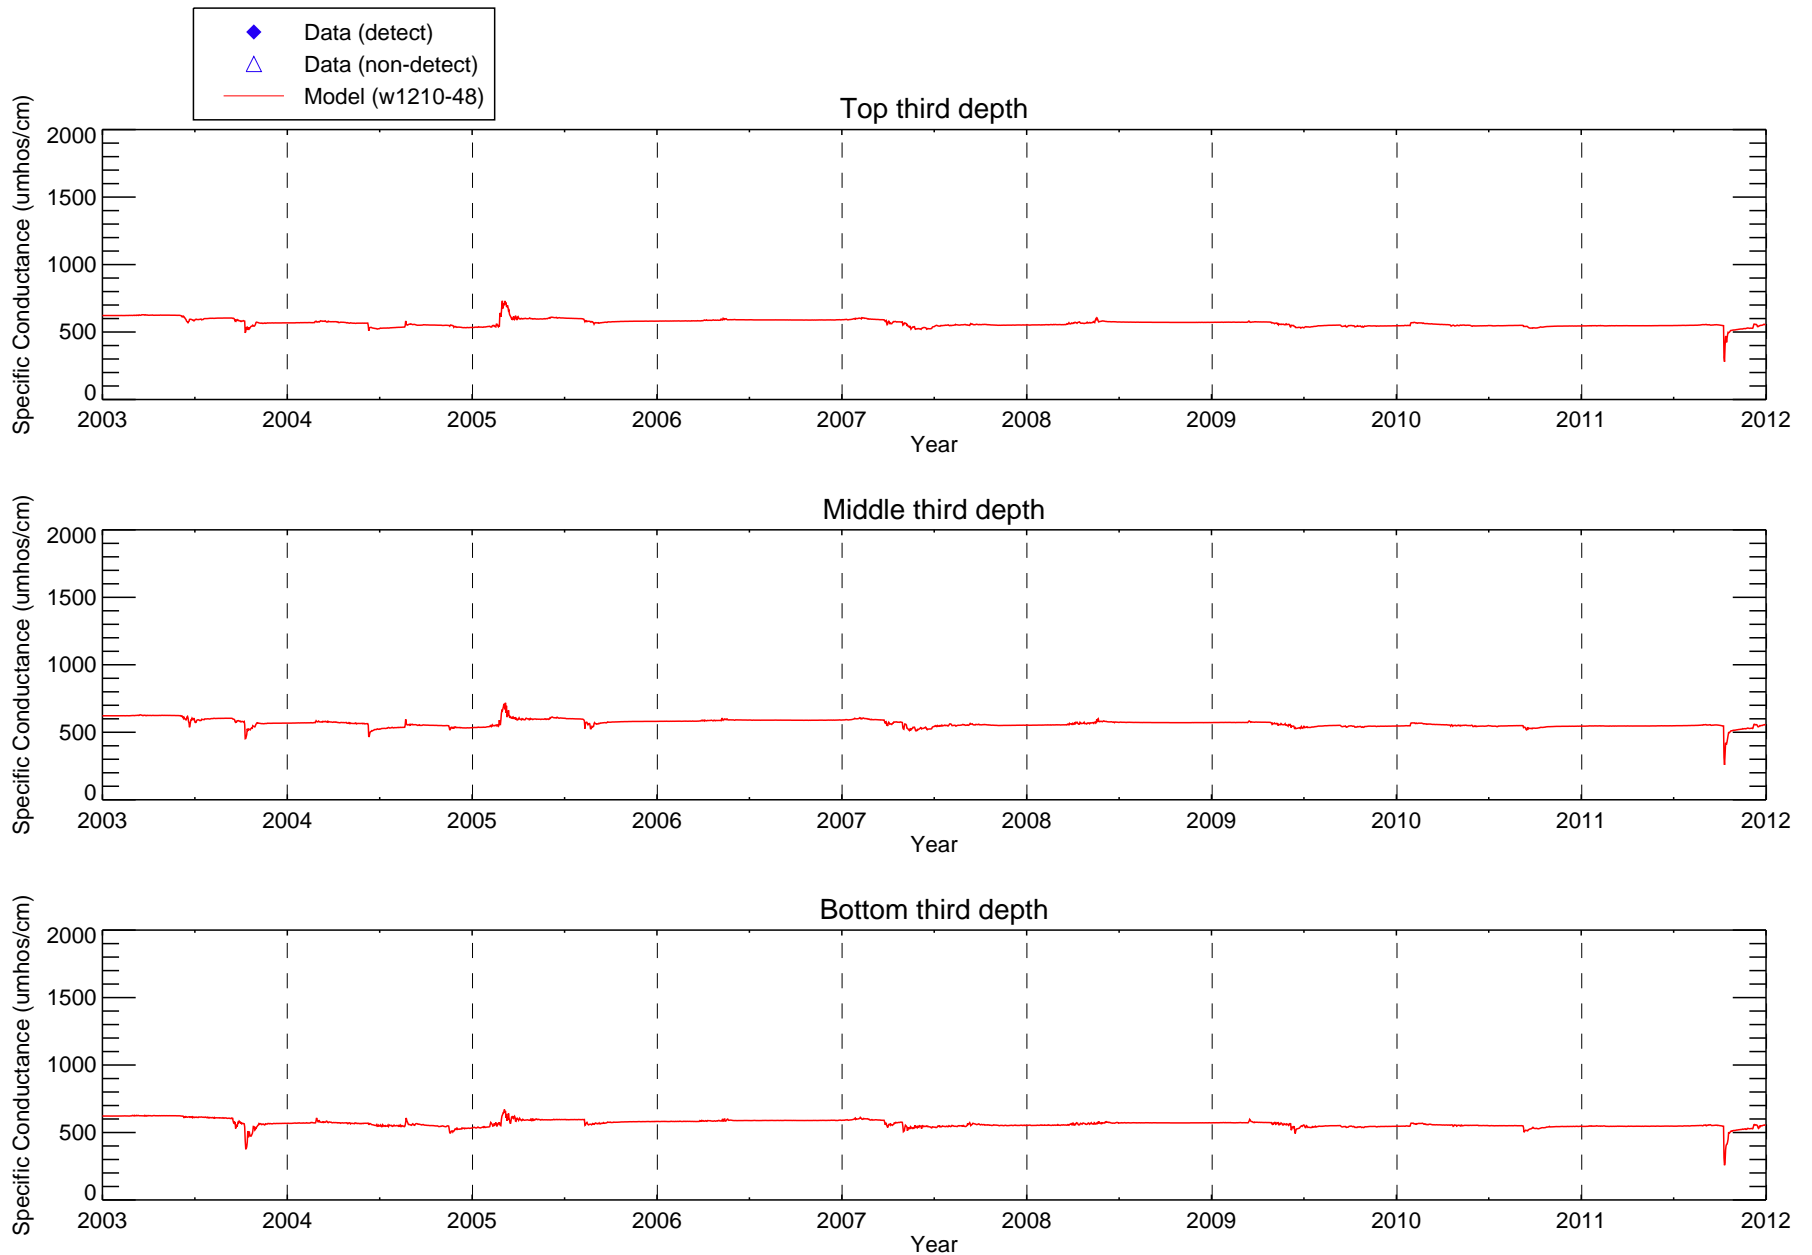 Data (detect)
Data (non-detect)
Model (w1210-48)
Top third depth
Specific Conductance (umhos/cm)
2000
1500
1000
500
0
2003 2004 2005 2006 2007 2008 2009 2010 2011 2012
Year
Middle third depth
Specific Conductance (umhos/cm)
2000
1500
1000
500
0
2003 2004 2005 2006 2007 2008 2009 2010 2011 2012
Year
Bottom third depth
Specific Conductance (umhos/cm)
2000
1500
1000
500
0
2003 2004 2005 2006 2007 2008 2009 2010 2011 2012
Year